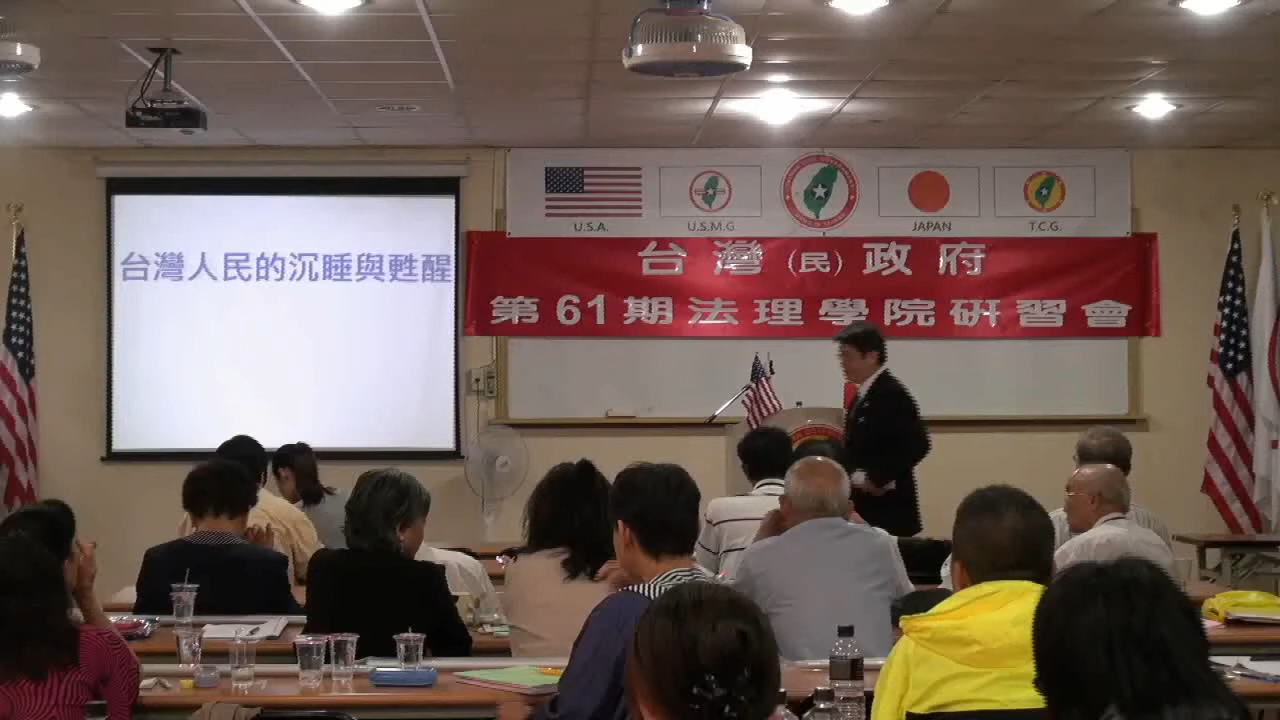 台灣人民的沉睡與甦醒
U.S.A.
U.S.M.G
JAPAN
T.C.G.
台灣(民)政府
第61期法理學院研習會